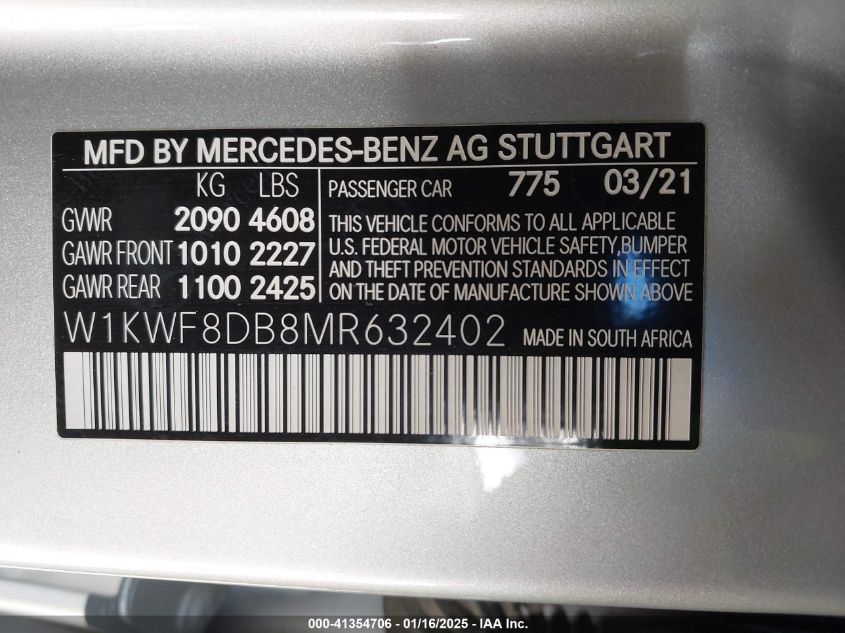 MFD BY MERCEDES-BENZ AG STUTTGART
KG LBS
GVWR 2090 4608
GAWR FRONT 1010 2227
GAWR REAR 1100 2425
PASSENGER CAR 775 03/21
THIS VEHICLE CONFORMS TO ALL APPLICABLE
U.S. FEDERAL MOTOR VEHICLE SAFETY,BUMPER
AND THEFT PREVENTION STANDARDS IN EFFECT
ON THE DATE OF MANUFACTURE SHOWN ABOVE
W1KWF8DB8MR632402 MADE IN SOUTH AFRICA
000-41354706 - 01/16/2025 - IAA Inc.